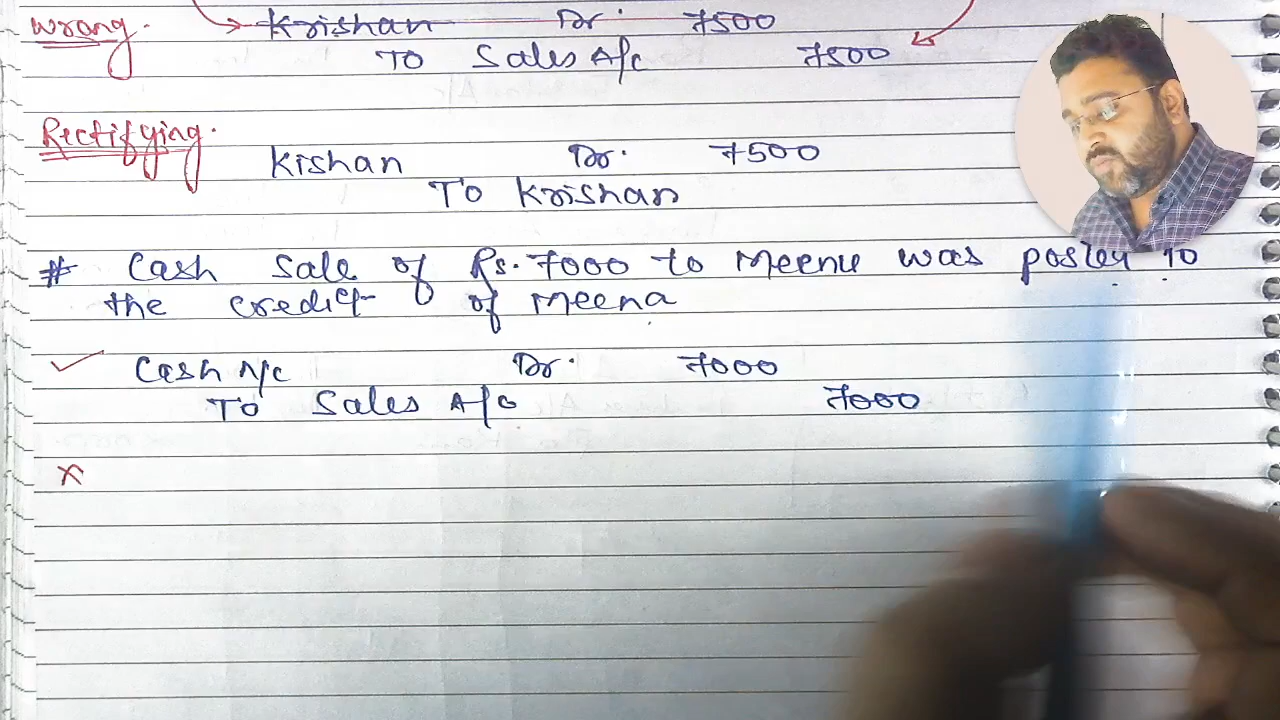 Wrong.
Krishan Dr. 7500
TO Sales A/c 7500
Rectifying.
Kishan Dr. 7500
TO Krishan
# Cash sale of Rs. 7000 to Meenu was posted to
the credit of Meena
✓ Cash A/c Dr. 7000
TO Sales A/c 7000
×